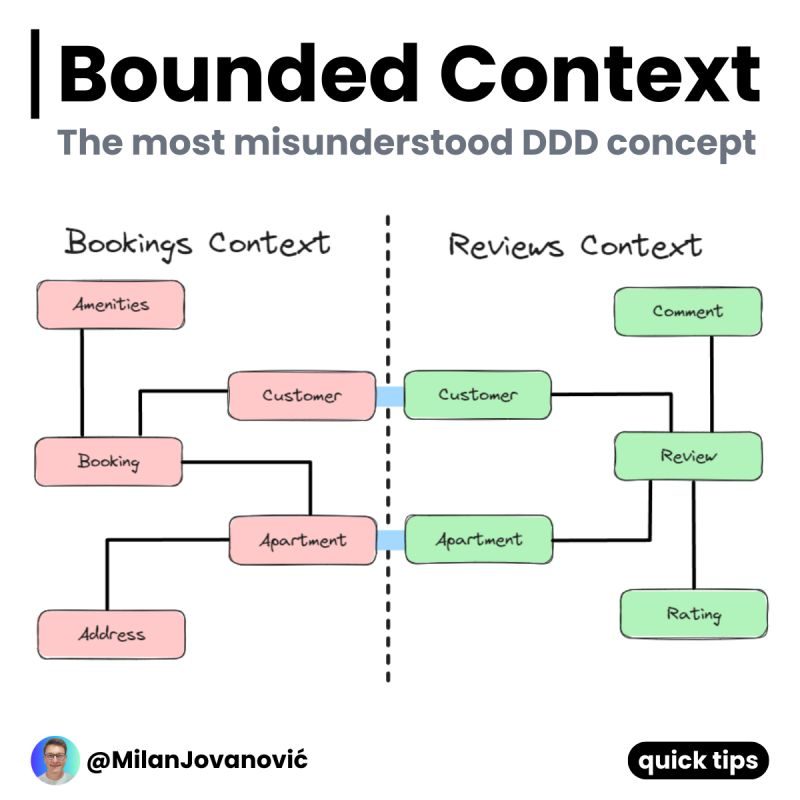 Bounded Context
The most misunderstood DDD concept
Bookings Context
Reviews Context
Amenities
Comment
Customer
Customer
Booking
Review
Apartment
Apartment
Address
Rating
@MilanJovanović
quick tips